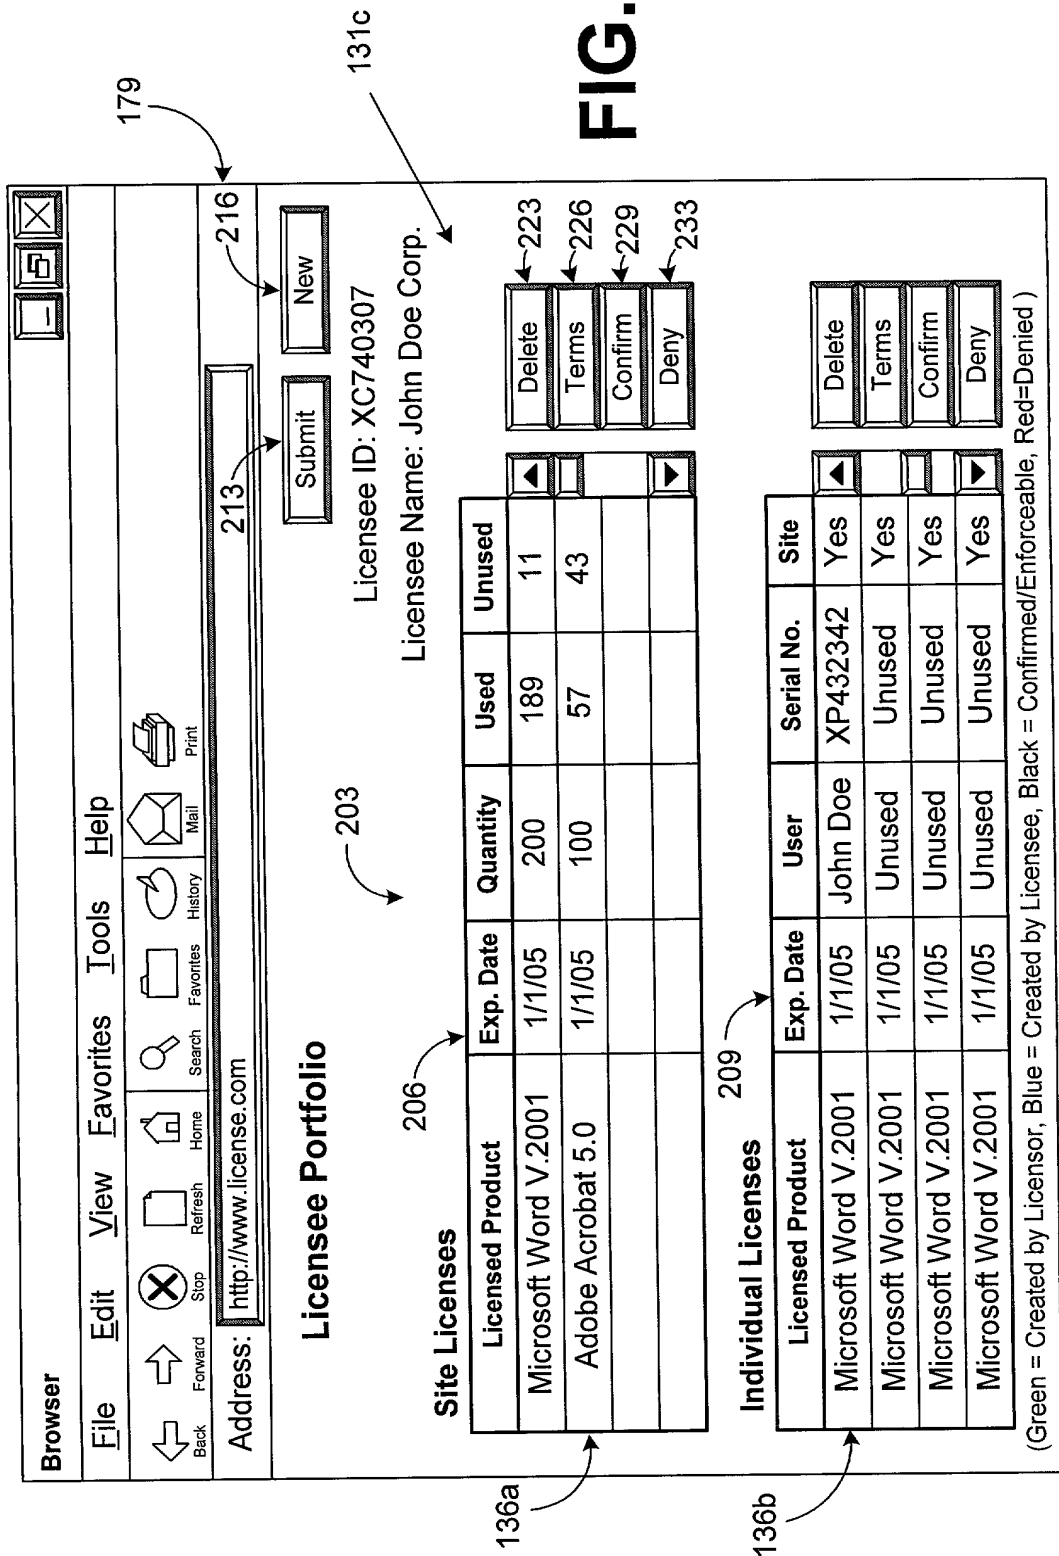 Browser
File Edit View Favorites Tools Help
Back Forward Stop Refresh Home Search Favorites History Mail Print
Address: http://www.license.com
179
213 216
Licensee Portfolio
Submit New
Licensee ID: XC740307
Licensee Name: John Doe Corp.
203
131c
206
Site Licenses
Licensed Product Exp. Date Quantity Used Unused
Microsoft Word V.2001 1/1/05 200 189 11
Adobe Acrobat 5.0 1/1/05 100 57 43
Delete 223
Terms 226
Confirm 229
Deny 233
136a
209
Individual Licenses
Licensed Product Exp. Date User Serial No. Site
Microsoft Word V.2001 1/1/05 John Doe XP432342 Yes
Microsoft Word V.2001 1/1/05 Unused Unused Yes
Microsoft Word V.2001 1/1/05 Unused Unused Yes
Microsoft Word V.2001 1/1/05 Unused Unused Yes
Delete
Terms
Confirm
Deny
136b
(Green = Created by Licensor, Blue = Created by Licensee, Black = Confirmed/Enforceable, Red=Denied )
FIG.